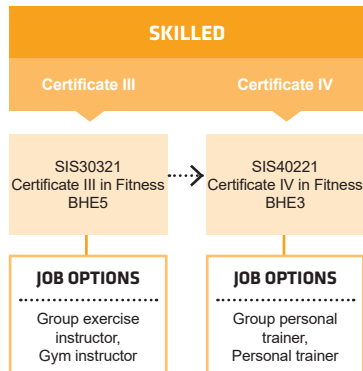 SKILLED
Certificate III
Certificate IV
SIS30321
Certificate III in Fitness
BHE5
SIS40221
Certificate IV in Fitness
BHE3
JOB OPTIONS
Group exercise
instructor,
Gym instructor
JOB OPTIONS
Group personal
trainer,
Personal trainer